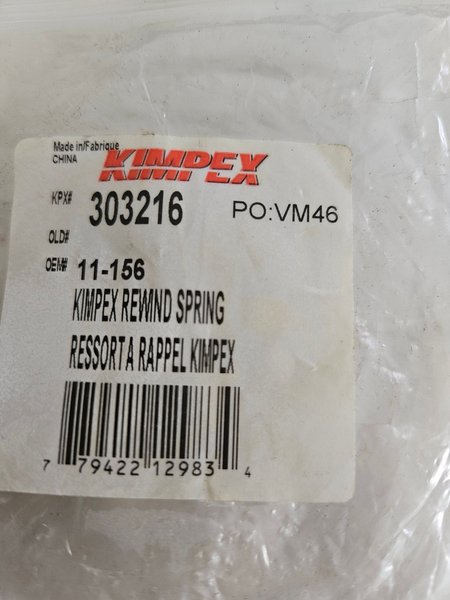 Made in/Fabrique
CHINA
KIMPEX
KPX# 303216 PO:VM46
OLD#
OEM# 11-156
KIMPEX REWIND SPRING
RESSORT A RAPPEL KIMPEX
7 79422 12983 4